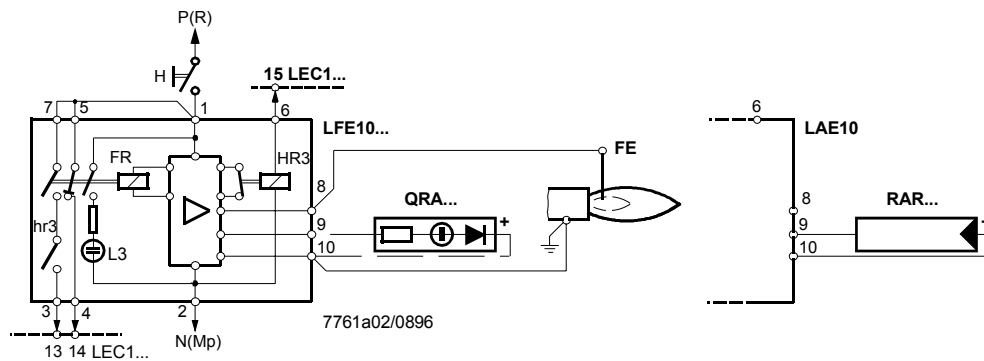 P(R)
H
15 LEC1...
7 5 1 6
LFE10...
FR
HR3
8
QRA...
+
9
10
hr3
L3
3 4 2
N(Mp)
13 14 LEC1...
7761a02/0896
FE
6
LAE10
8
9
10
RAR...